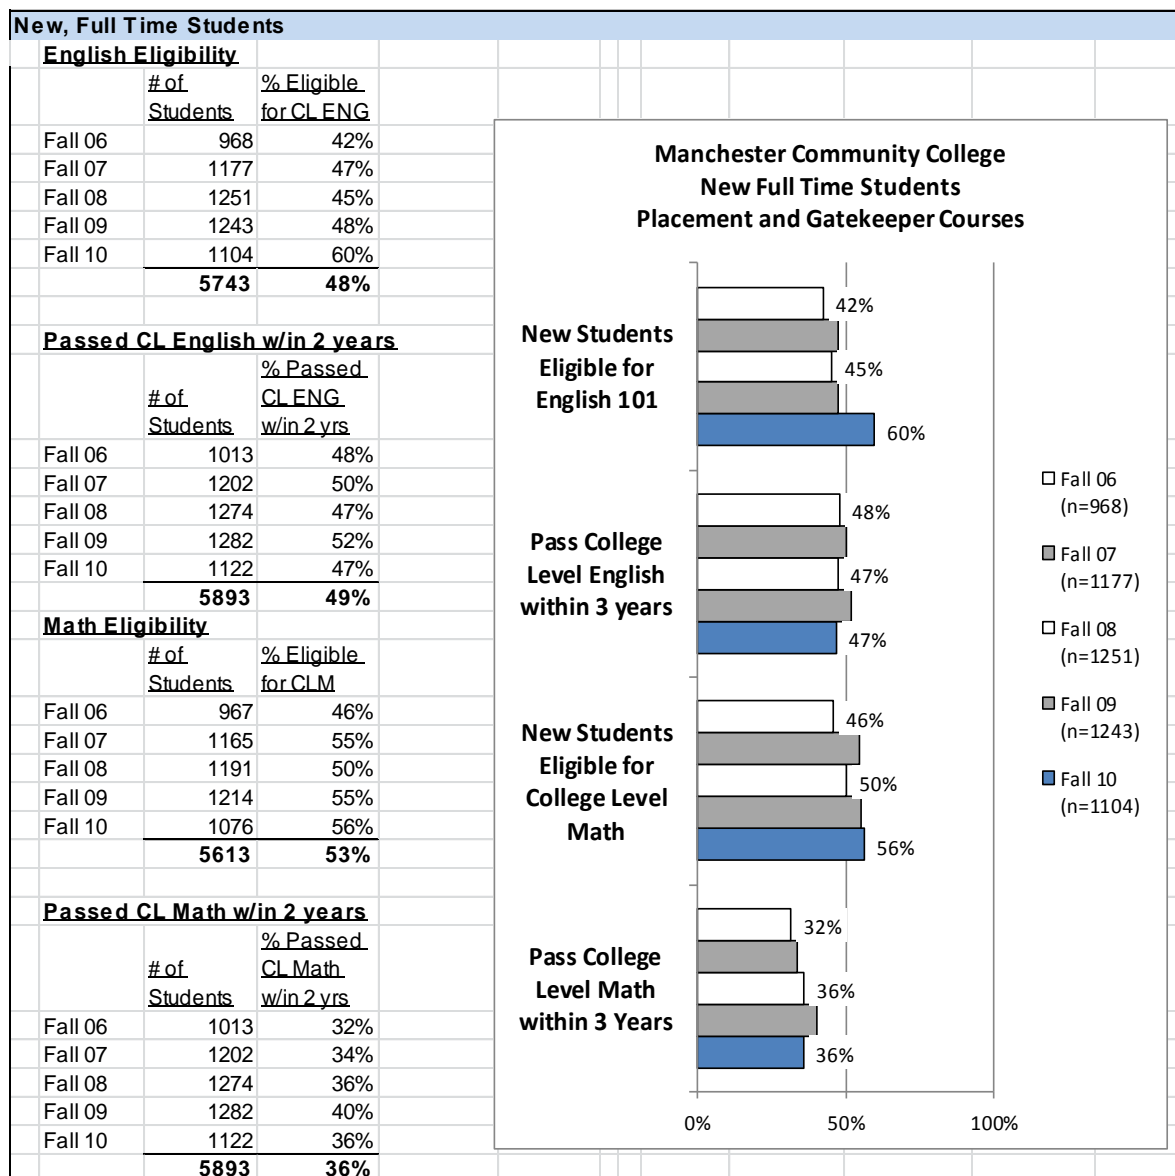 New, Full Time Students
English Eligibility
# of % Eligible
Students for CL ENG
Fall 06 968 42%
Fall 07 1177 47%
Fall 08 1251 45%
Fall 09 1243 48%
Fall 10 1104 60%
5743 48%
Passed CL English w/in 2 years
% Passed
# of CL ENG
Students w/in 2 yrs
Fall 06 1013 48%
Fall 07 1202 50%
Fall 08 1274 47%
Fall 09 1282 52%
Fall 10 1122 47%
5893 49%
Math Eligibility
# of % Eligible
Students for CLM
Fall 06 967 46%
Fall 07 1165 55%
Fall 08 1191 50%
Fall 09 1214 55%
Fall 10 1076 56%
5613 53%
Passed CL Math w/in 2 years
% Passed
# of CL Math
Students w/in 2 yrs
Fall 06 1013 32%
Fall 07 1202 34%
Fall 08 1274 36%
Fall 09 1282 40%
Fall 10 1122 36%
5893 36%
Manchester Community College
New Full Time Students
Placement and Gatekeeper Courses
New Students
Eligible for
English 101
42%
45%
60%
Pass College
Level English
within 3 years
48%
47%
47%
New Students
Eligible for
College Level
Math
46%
50%
56%
Pass College
Level Math
within 3 Years
32%
36%
36%
0% 50% 100%
Fall 06
(n=968)
Fall 07
(n=1177)
Fall 08
(n=1251)
Fall 09
(n=1243)
Fall 10
(n=1104)